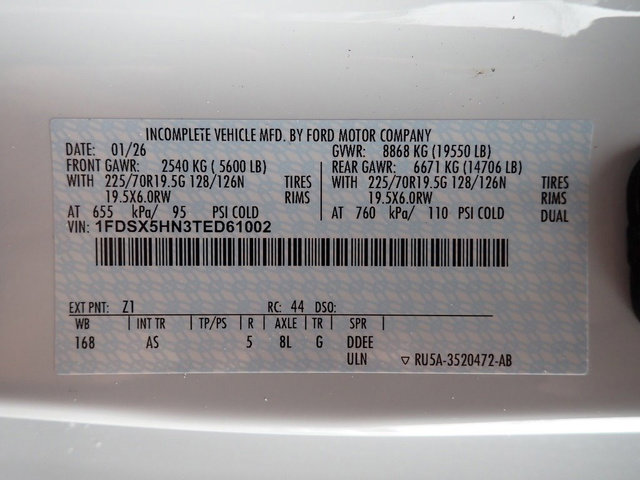 INCOMPLETE VEHICLE MFD. BY FORD MOTOR COMPANY
DATE: 01/26 GVWR: 8868 KG (19550 LB)
FRONT GAWR: 2540 KG ( 5600 LB) REAR GAWR: 6671 KG (14706 LB)
WITH 225/70R19.5G 128/126N TIRES WITH 225/70R19.5G 128/126N TIRES
19.5X6.0RW RIMS 19.5X6.0RW RIMS
AT 655 kPa/ 95 PSI COLD AT 760 kPa/ 110 PSI COLD DUAL
VIN: 1FDSX5HN3TED61002
EXT PNT: Z1 RC: 44 DSO:
WB INT TR TP/PS R AXLE TR SPR
168 AS 5 8L G DDEE
ULN ▽ RU5A-3520472-AB